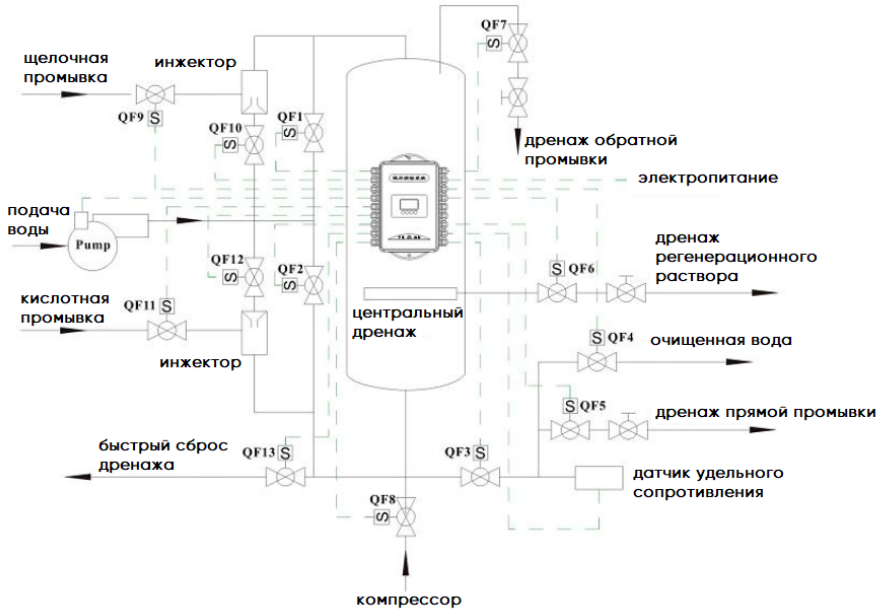 QF7
S
щелочная
промывка
инжектор
QF9
S
QF10
S
QF1
S
дренаж обратной
промывки
электропитание
подача
воды
Pump
QF12
S
QF2
S
QF6
S
дренаж
регенерационного
раствора
кислотная
промывка
QF11
S
центральный
дренаж
инжектор
QF4
S
очищенная вода
QF5
S
дренаж прямой промывки
быстрый сброс
дренажа
QF13
S
QF3
S
датчик удельного
сопротивления
QF8
S
компрессор